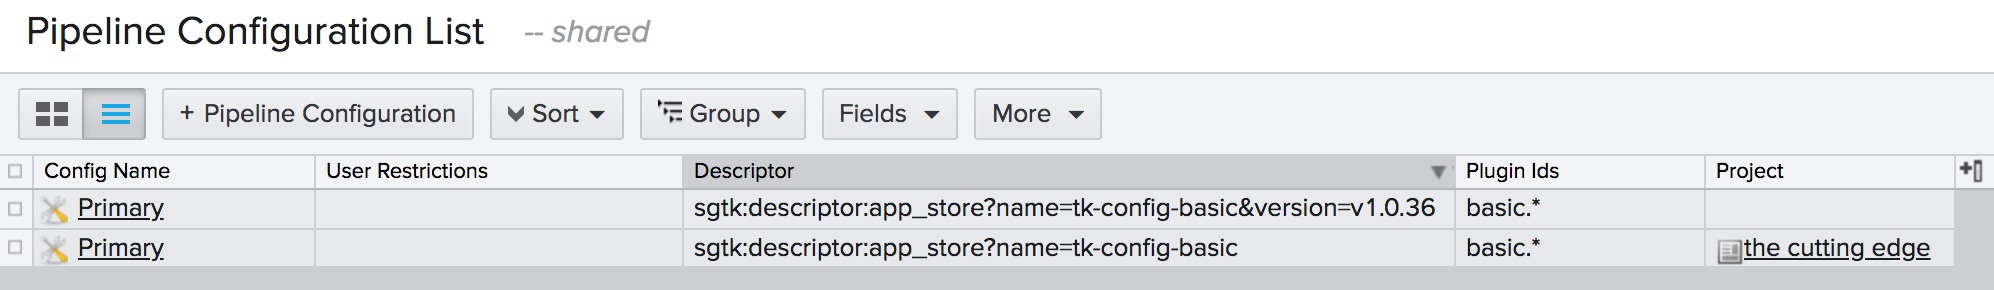 Pipeline Configuration List -- shared
+ Pipeline Configuration Sort Group Fields More
Config Name User Restrictions Descriptor Plugin Ids Project
Primary sgtk:descriptor:app_store?name=tk-config-basic&version=v1.0.36 basic.*
Primary sgtk:descriptor:app_store?name=tk-config-basic basic.* the cutting edge